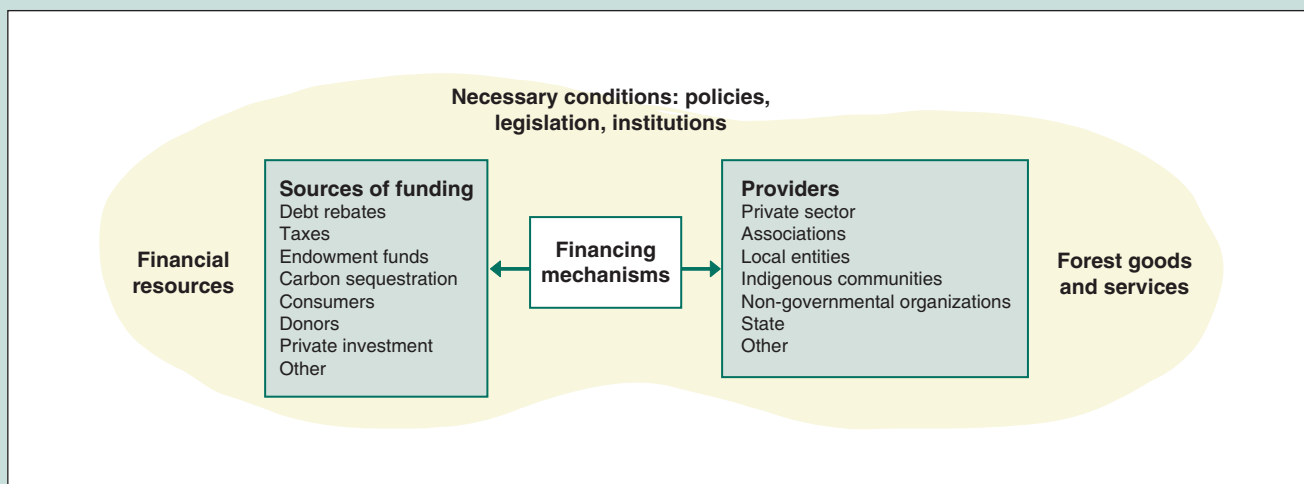 Necessary conditions: policies,
legislation, institutions
Financial
resources
Sources of funding
Debt rebates
Taxes
Endowment funds
Carbon sequestration
Consumers
Donors
Private investment
Other
Financing
mechanisms
Providers
Private sector
Associations
Local entities
Indigenous communities
Non-governmental organizations
State
Other
Forest goods
and services